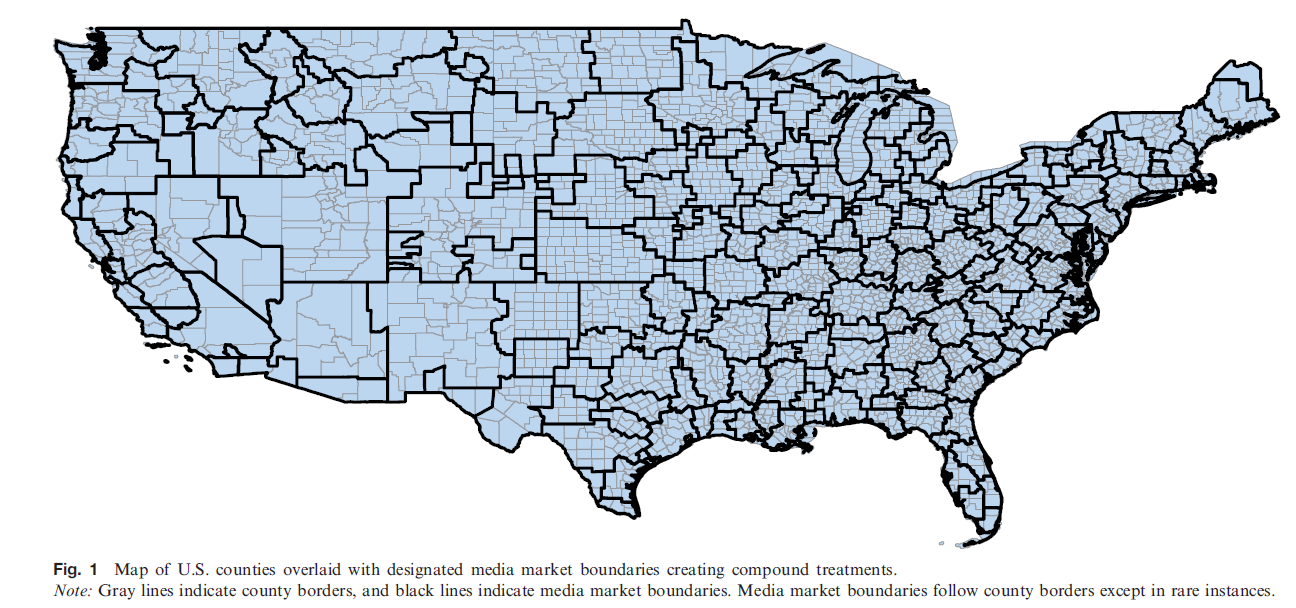 Fig. 1 Map of U.S. counties overlaid with designated media market boundaries creating compound treatments.
Note: Gray lines indicate county borders, and black lines indicate media market boundaries. Media market boundaries follow county borders except in rare instances.